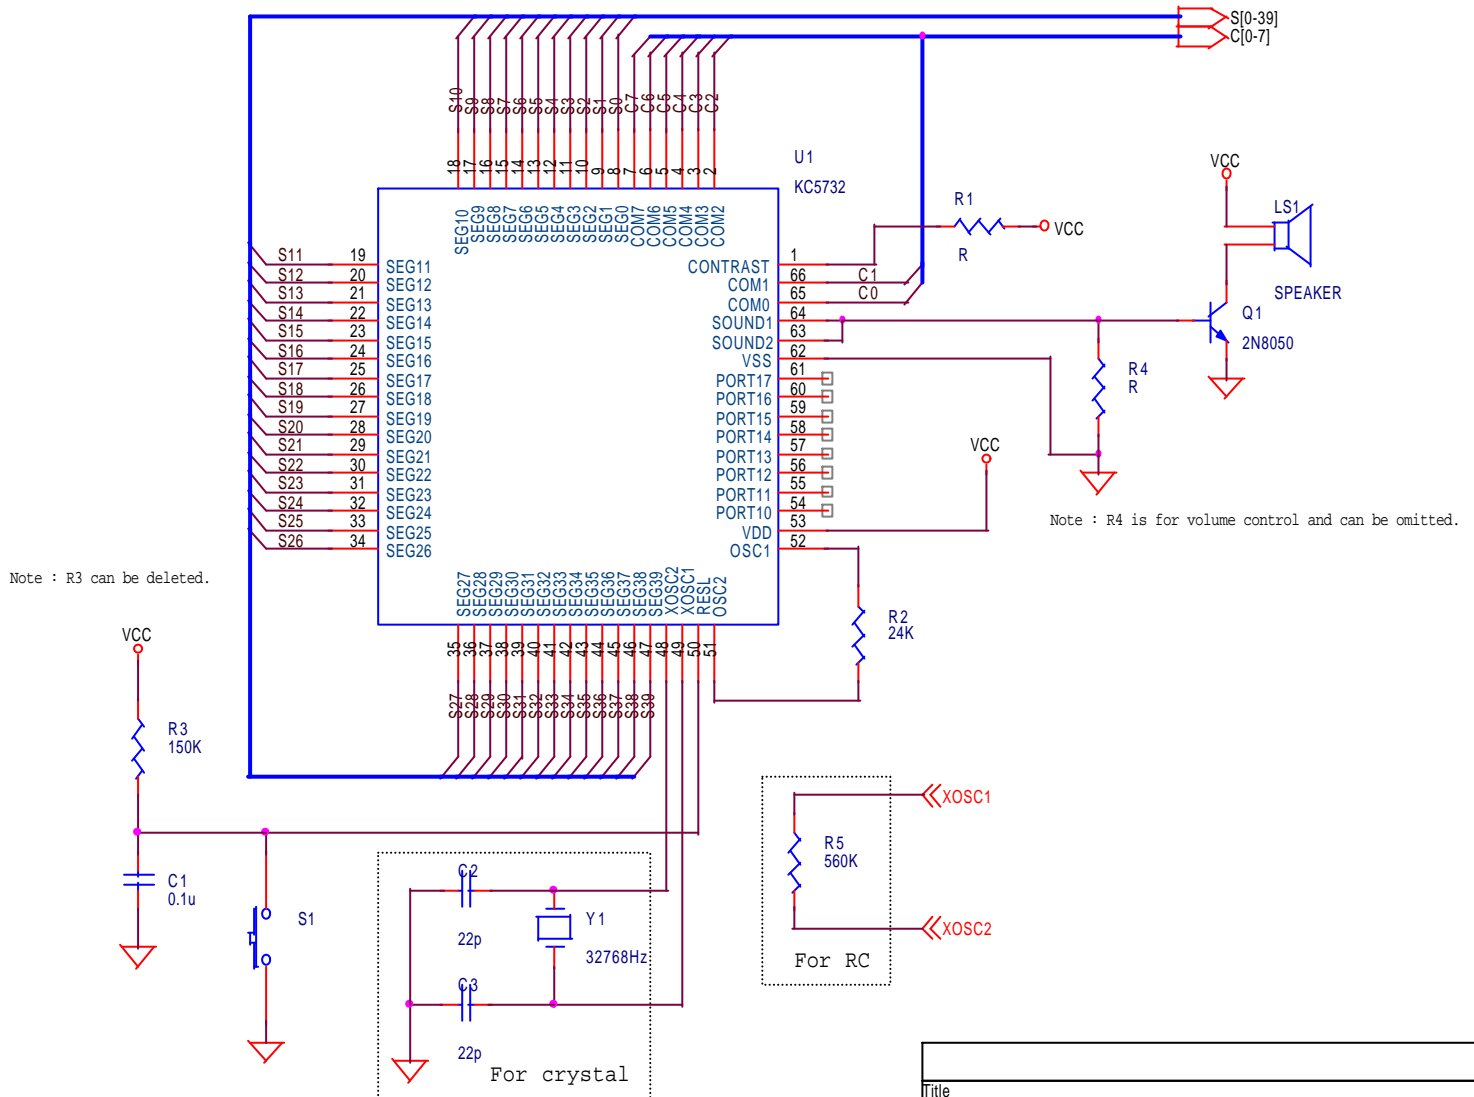 S[0-39]
C[0-7]
S10 S9 S8 S7 S6 S5 S4 S3 S2 S1 S0 C7 C6 C5 C4 C3 C2
18 17 16 15 14 13 12 11 10 9 8 7 6 5 4 3 2
U1
KC5732
SEG10 SEG9 SEG8 SEG7 SEG6 SEG5 SEG4 SEG3 SEG2 SEG1 SEG0 COM7 COM6 COM5 COM4 COM3 COM2
S11 19 SEG11
S12 20 SEG12
S13 21 SEG13
S14 22 SEG14
S15 23 SEG15
S16 24 SEG16
S17 25 SEG17
S18 26 SEG18
S19 27 SEG19
S20 28 SEG20
S21 29 SEG21
S22 30 SEG22
S23 31 SEG23
S24 32 SEG24
S25 33 SEG25
S26 34 SEG26
CONTRAST 1
COM1 66 C1
COM0 65 C0
SOUND1 64
SOUND2 63
VSS 62
PORT17 61
PORT16 60
PORT15 59
PORT14 58
PORT13 57
PORT12 56
PORT11 55
PORT10 54
VDD 53
OSC1 52
R1
R
VCC
VCC
LS1
SPEAKER
Q1
2N8050
R4
R
VCC
Note : R4 is for volume control and can be omitted.
SEG27 SEG28 SEG29 SEG30 SEG31 SEG32 SEG33 SEG34 SEG35 SEG36 SEG37 SEG38 SEG39 XOSC2 XOSC1 RESL OSC2
35 36 37 38 39 40 41 42 43 44 45 46 47 48 49 50 51
S27 S28 S29 S30 S31 S32 S33 S34 S35 S36 S37 S38 S39
R2
24K
Note : R3 can be deleted.
VCC
R3
150K
C1
0.1u
S1
C2
22p
Y1
32768Hz
C3
22p
For crystal
XOSC1
R5
560K
XOSC2
For RC
Title